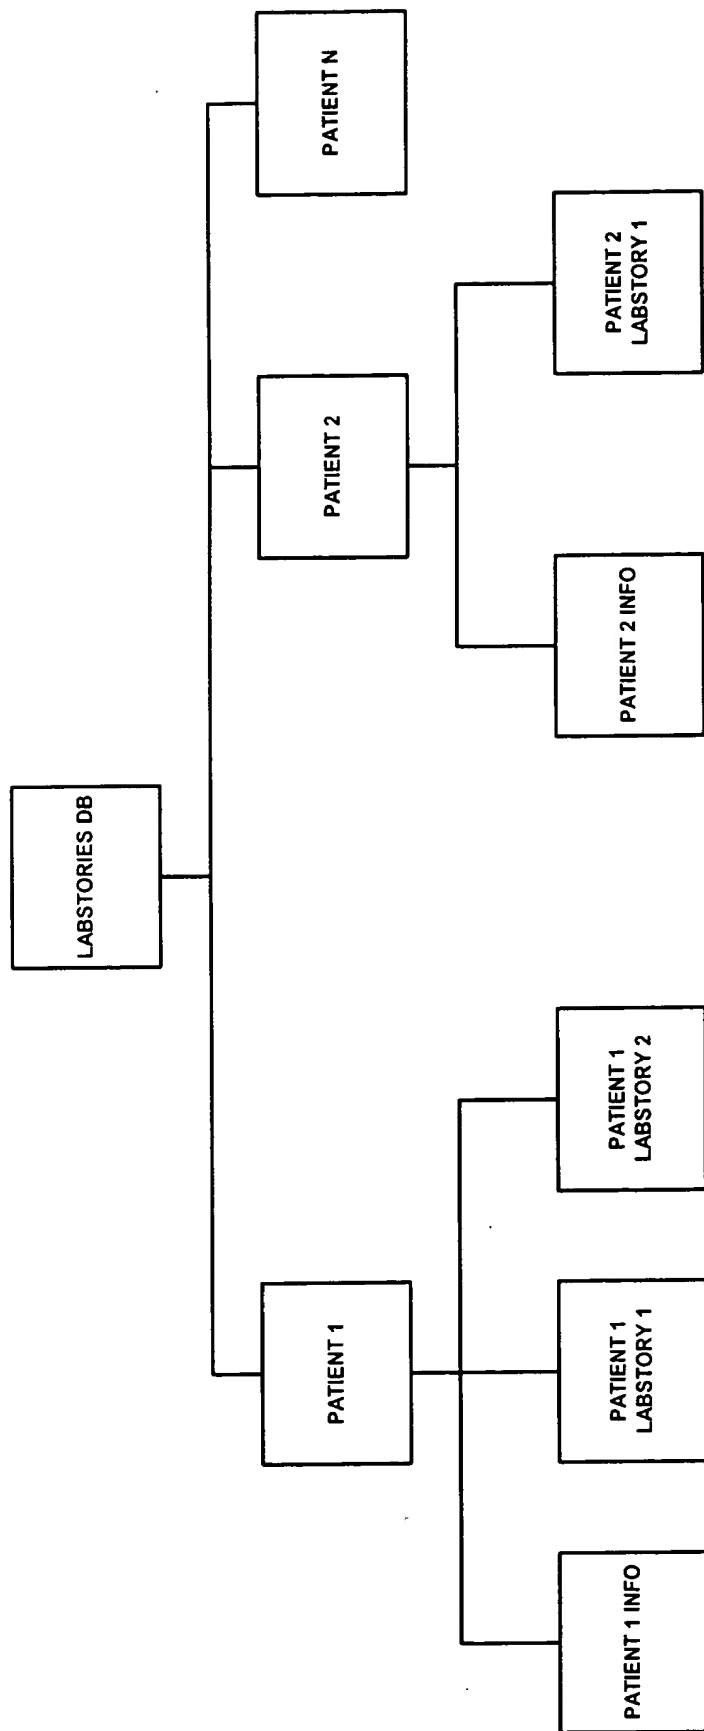 LABSTORIES DB
PATIENT 1
PATIENT 2
PATIENT N
PATIENT 1 INFO
PATIENT 1
LABSTORY 1
PATIENT 1
LABSTORY 2
PATIENT 2 INFO
PATIENT 2
LABSTORY 1